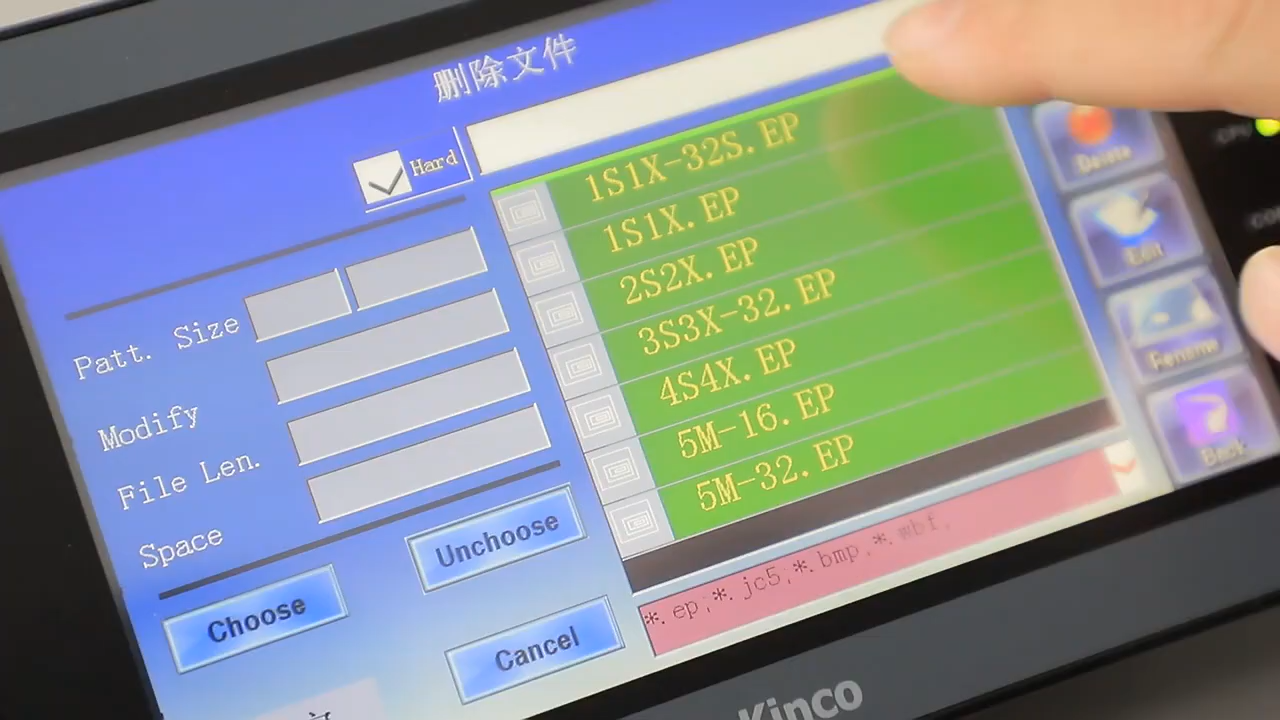 删除文件
Hard
1S1X-32S.EP
1S1X.EP
2S2X.EP
3S3X-32.EP
4S4X.EP
5M-16.EP
5M-32.EP
Patt. Size
Modify
File Len.
Space
Choose
Unchoose
Cancel
*.ep;*.jc5;*.bmp,*.mbf,
Delete
Edit
Rename
Back
CPU
Kinco